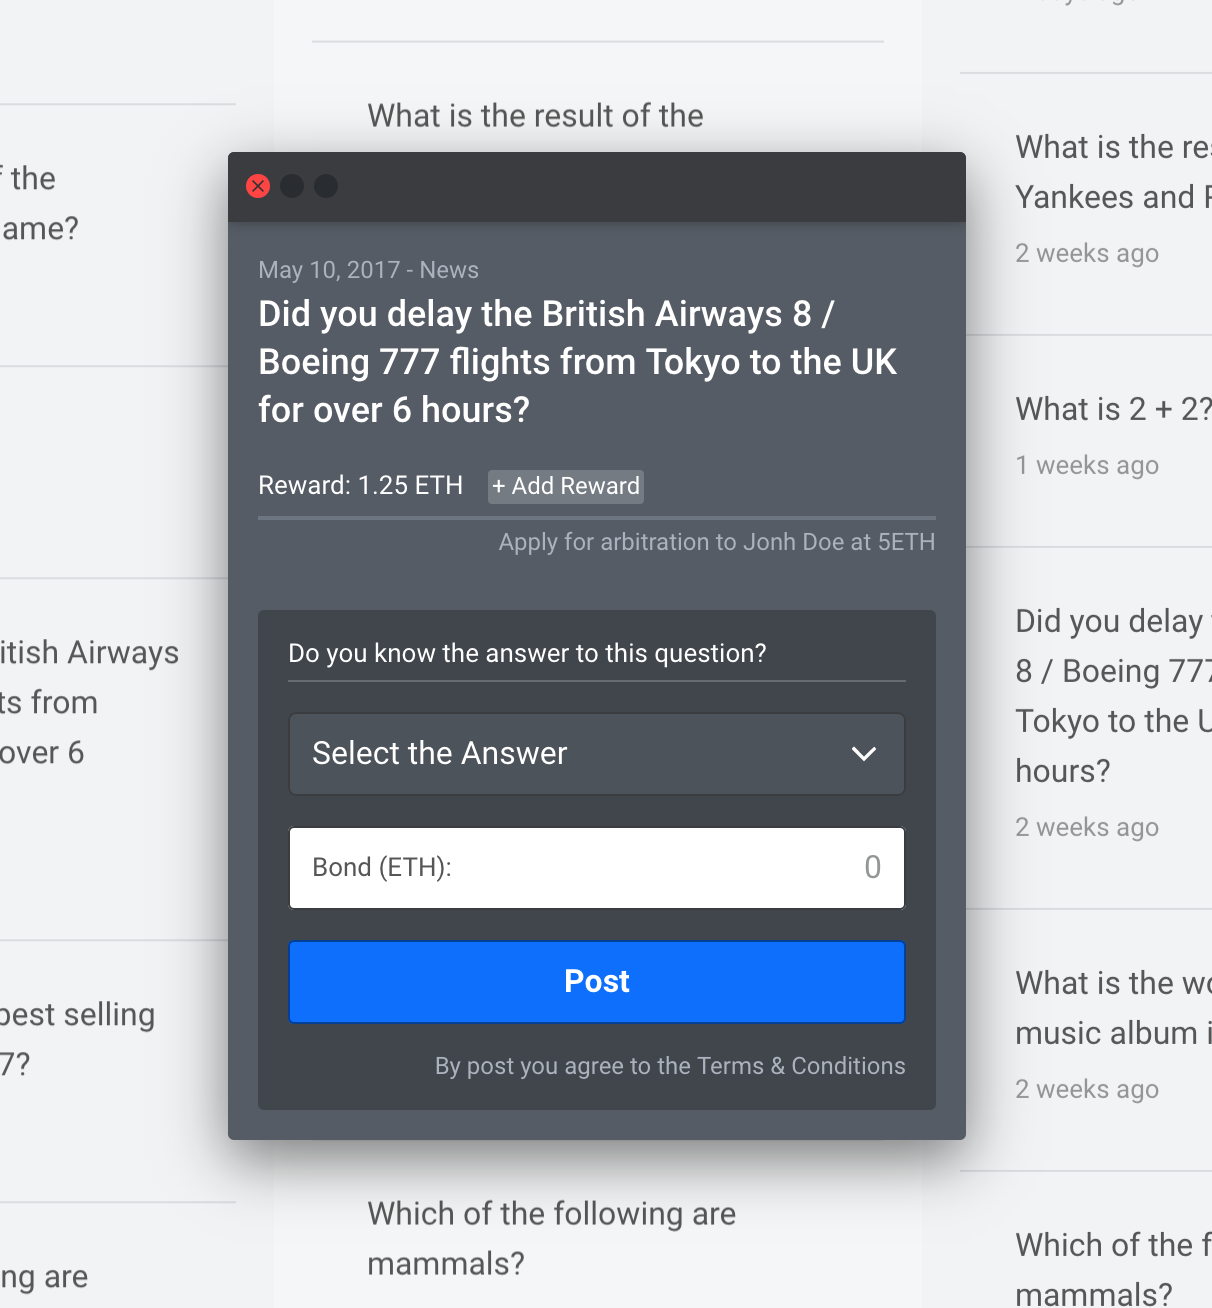 What is the result of the
f the
ame?
itish Airways
ts from
over 6
best selling
7?
ng are
May 10, 2017 - News
Did you delay the British Airways 8 /
Boeing 777 flights from Tokyo to the UK
for over 6 hours?
Reward: 1.25 ETH + Add Reward
Apply for arbitration to Jonh Doe at 5ETH
Do you know the answer to this question?
Select the Answer
Bond (ETH): 0
Post
By post you agree to the Terms & Conditions
Which of the following are
mammals?
What is the re
Yankees and
2 weeks ago
What is 2 + 2?
1 weeks ago
Did you delay
8 / Boeing 777
Tokyo to the U
hours?
2 weeks ago
What is the wo
music album i
2 weeks ago
Which of the f
mammals?